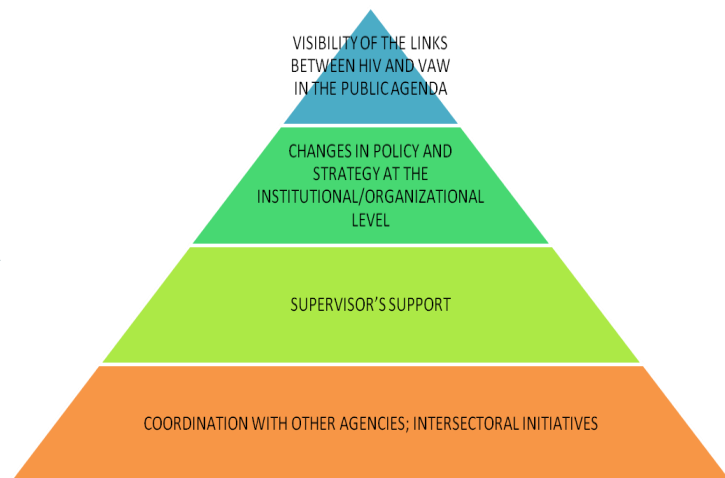 VISIBILITY OF THE LINKS
BETWEEN HIV AND VAW
IN THE PUBLIC AGENDA
CHANGES IN POLICY AND
STRATEGY AT THE
INSTITUTIONAL/ORGANIZATIONAL
LEVEL
SUPERVISOR'S SUPPORT
COORDINATION WITH OTHER AGENCIES; INTERSECTORAL INITIATIVES